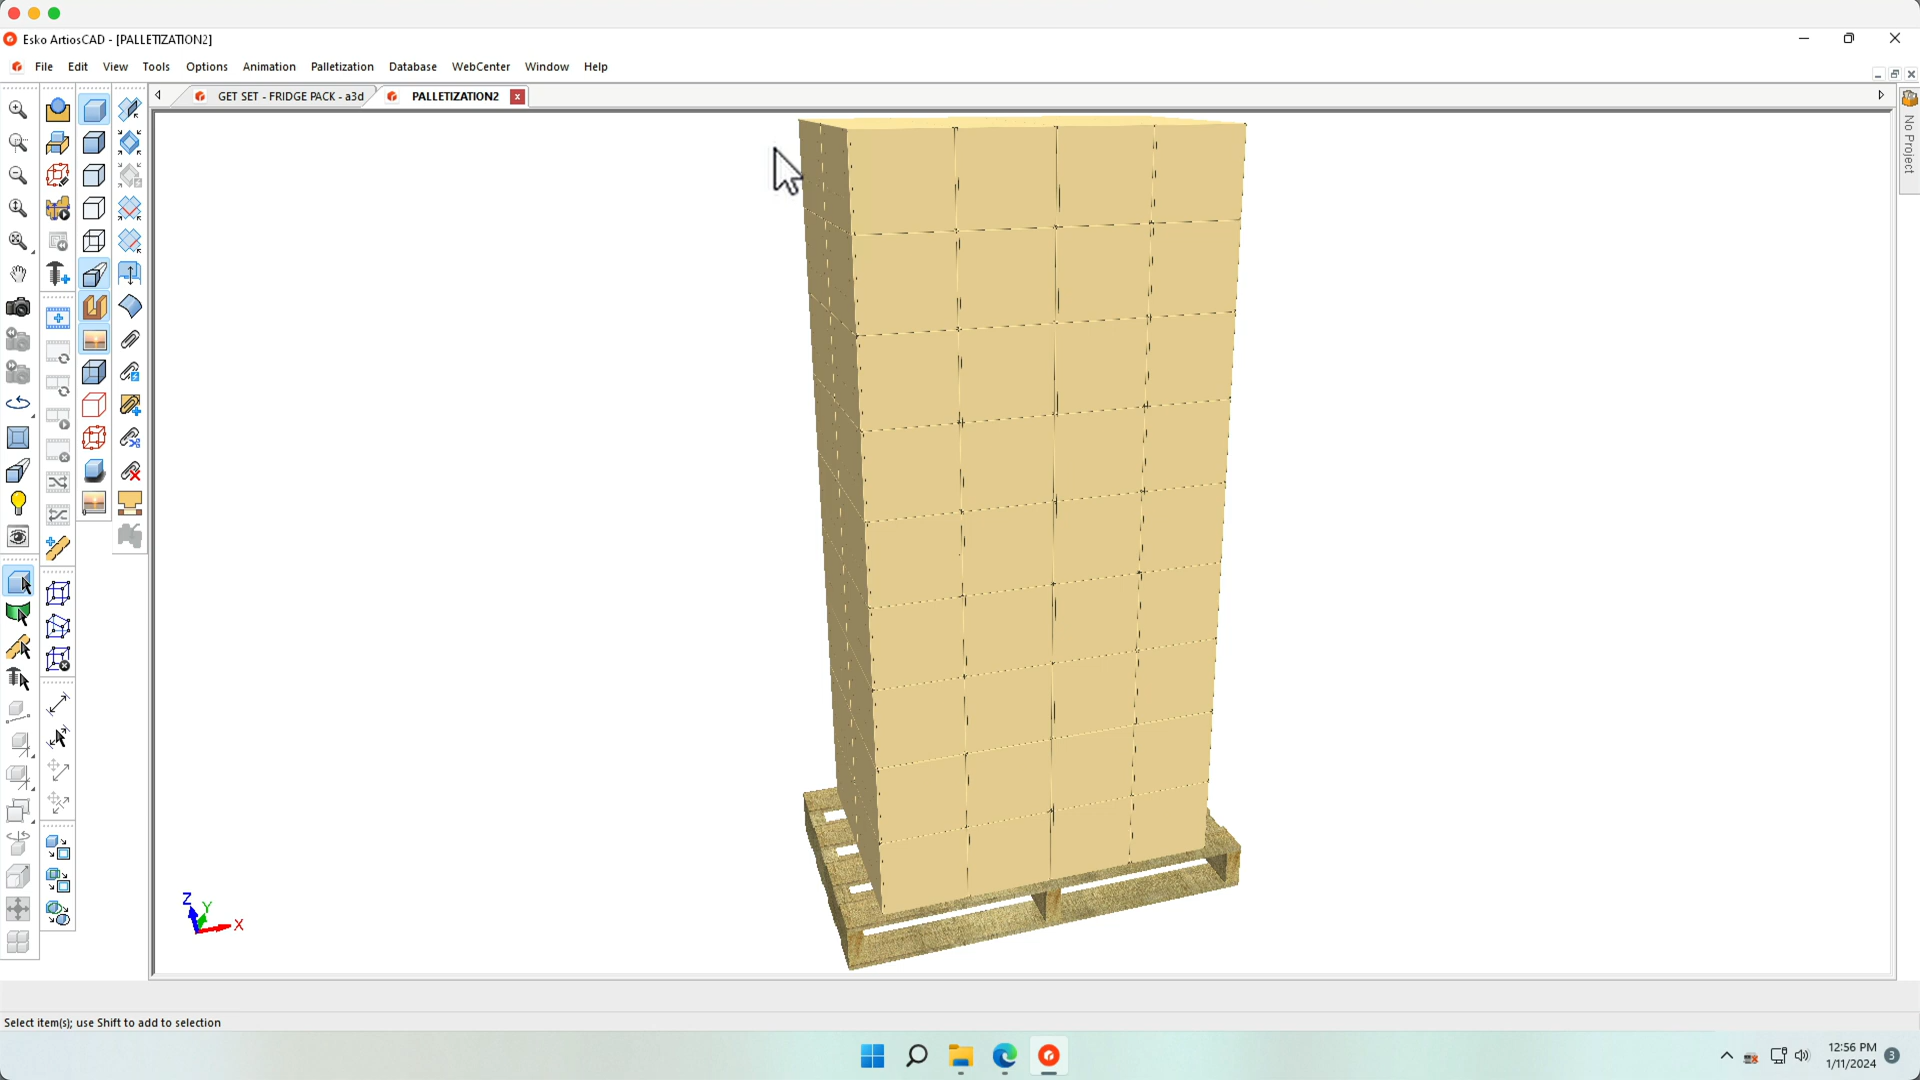 Esko ArtiosCAD - [PALLETIZATION2]
File Edit View Tools Options Animation Palletization Database WebCenter Window Help
GET SET - FRIDGE PACK - a3d
PALLETIZATION2
No Project
Z
Y
X
Select item(s); use Shift to add to selection
12:56 PM
1/11/2024
3